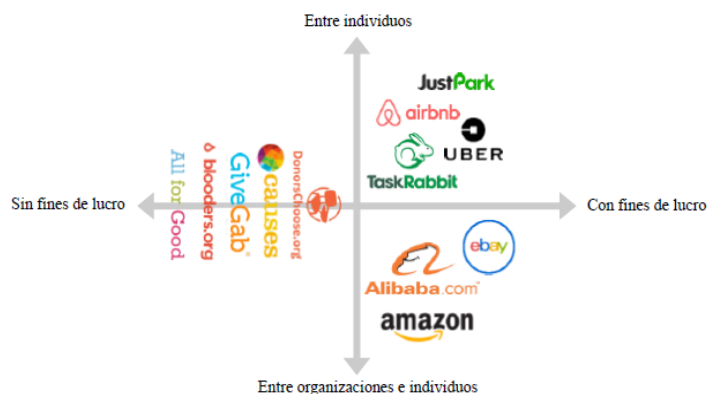 Entre individuos
JustPark
airbnb
UBER
TaskRabbit
Sin fines de lucro
All for Good
blooders.org
GiveGab®
causes
DonorsChoose.org
Con fines de lucro
ebay
Alibaba.com®
amazon
Entre organizaciones e individuos